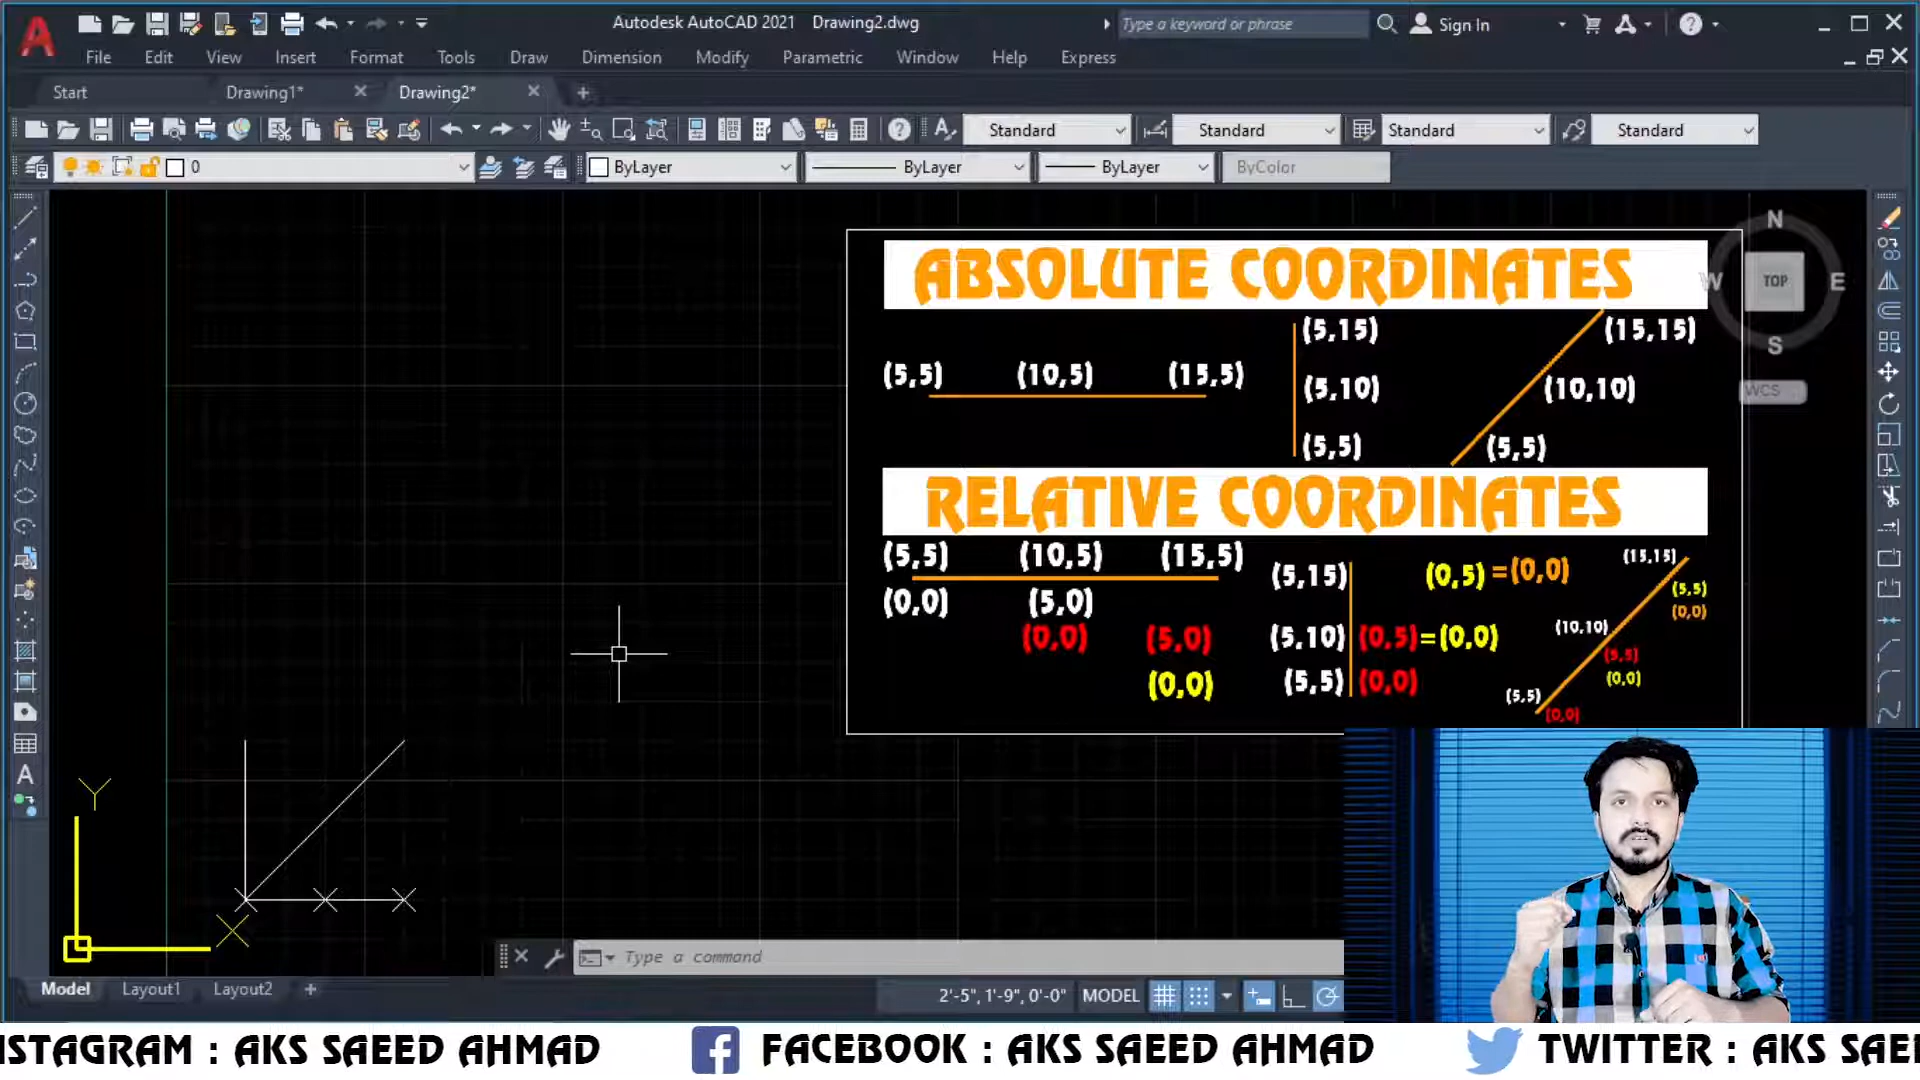 Autodesk AutoCAD 2021 Drawing2.dwg
Type a keyword or phrase
Sign In
File Edit View Insert Format Tools Draw Dimension Modify Parametric Window Help Express
Start Drawing1* Drawing2*
Standard Standard Standard Standard
0 ByLayer ByLayer ByLayer ByColor
ABSOLUTE COORDINATES
(5,5) (10,5) (15,5)
(5,15)
(5,10)
(5,5)
(15,15)
(10,10)
(5,5)
RELATIVE COORDINATES
(5,5) (10,5) (15,5)
(0,0) (5,0)
(0,0) (5,0)
(0,0)
(5,15) (0,5) =(0,0)
(5,10) (0,5)=(0,0)
(5,5) (0,0)
(15,15)
(5,5)
(0,0)
(10,10)
(5,5)
(0,0)
(5,5)
(0,0)
N
W TOP E
S
WCS
A
Y
X
Type a command
Model Layout1 Layout2
2'-5", 1'-9", 0'-0" MODEL
NSTAGRAM : AKS SAEED AHMAD FACEBOOK : AKS SAEED AHMAD TWITTER : AKS SAE